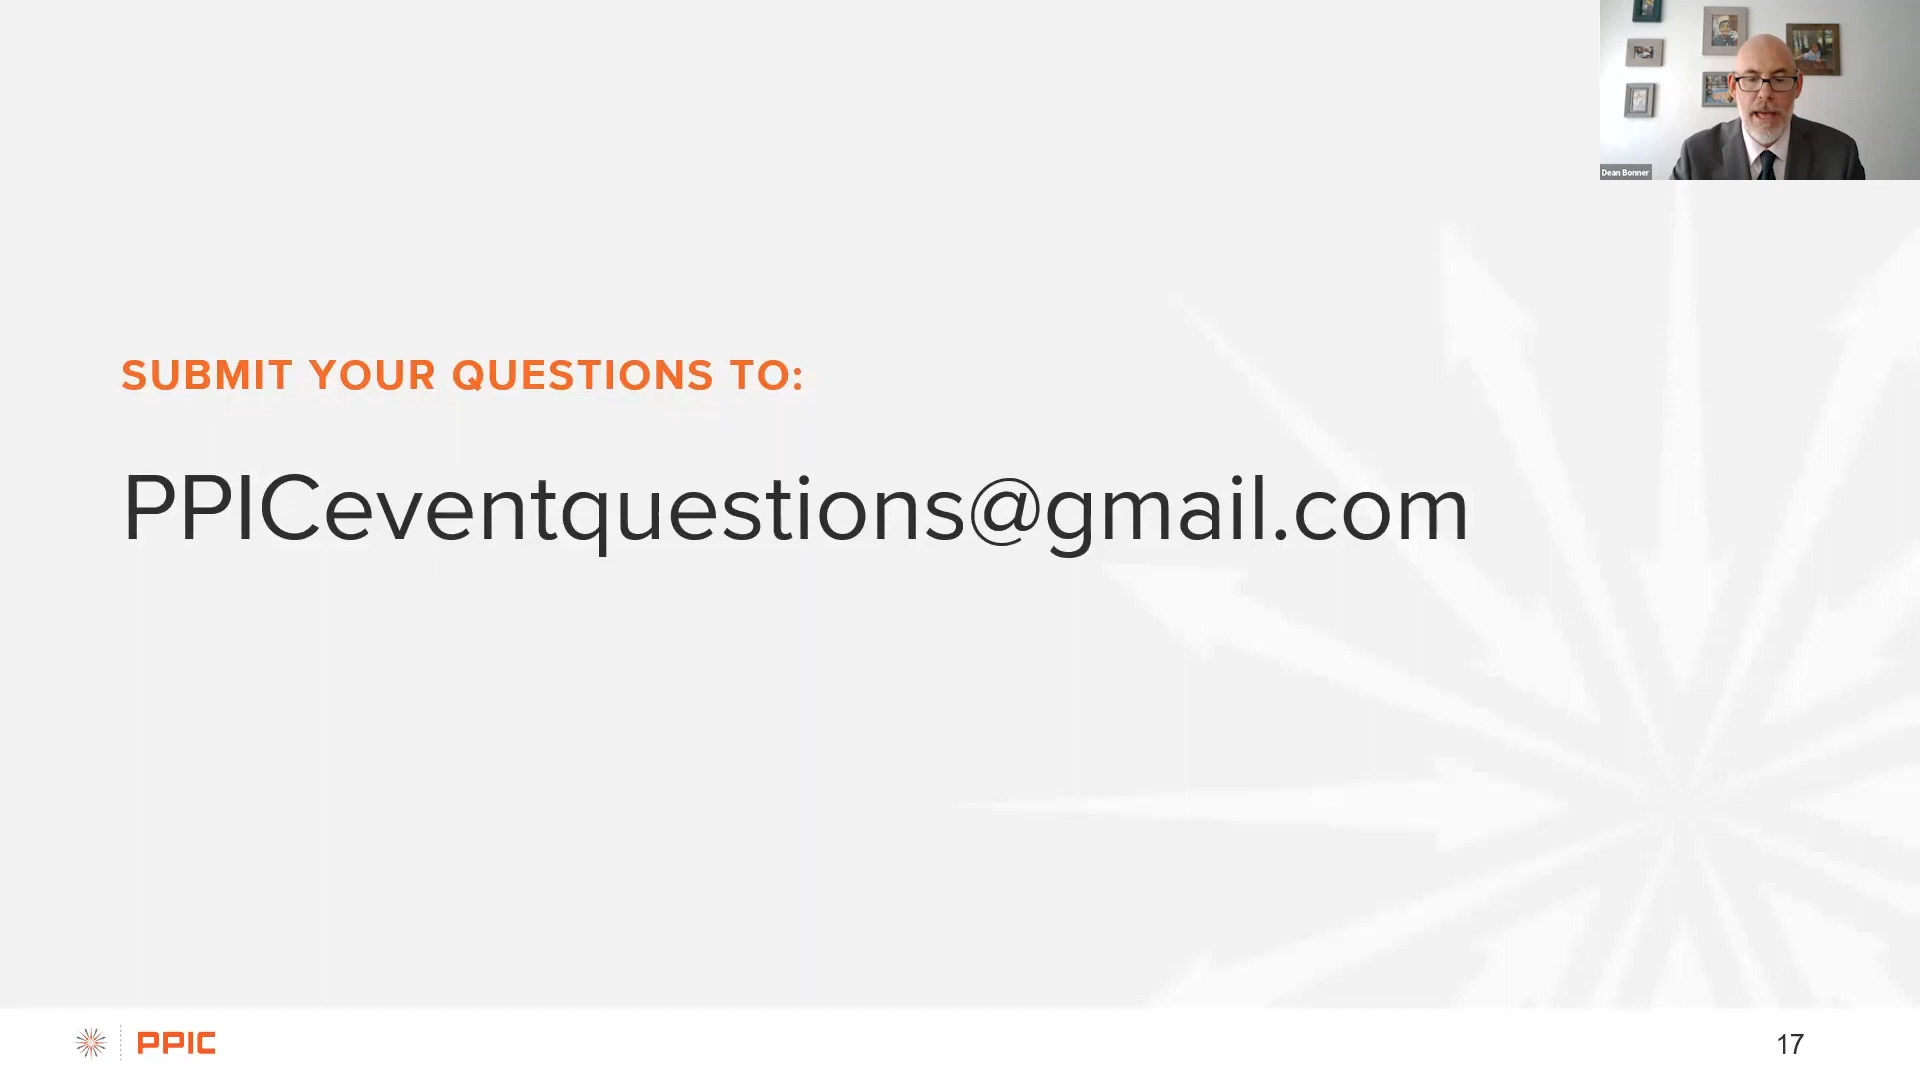 Dean Bonner
SUBMIT YOUR QUESTIONS TO:
PPICeventquestions@gmail.com
PPIC
17